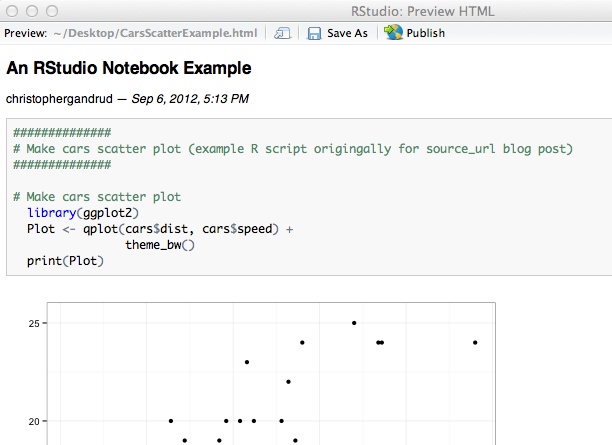 RStudio: Preview HTML
Preview: ~/Desktop/CarsScatterExample.html Save As Publish
An RStudio Notebook Example
christophergandrud — Sep 6, 2012, 5:13 PM
##############
# Make cars scatter plot (example R script origingally for source_url blog post)
##############
# Make cars scatter plot
library(ggplot2)
Plot <- qplot(cars$dist, cars$speed) +
theme_bw()
print(Plot)
25
20